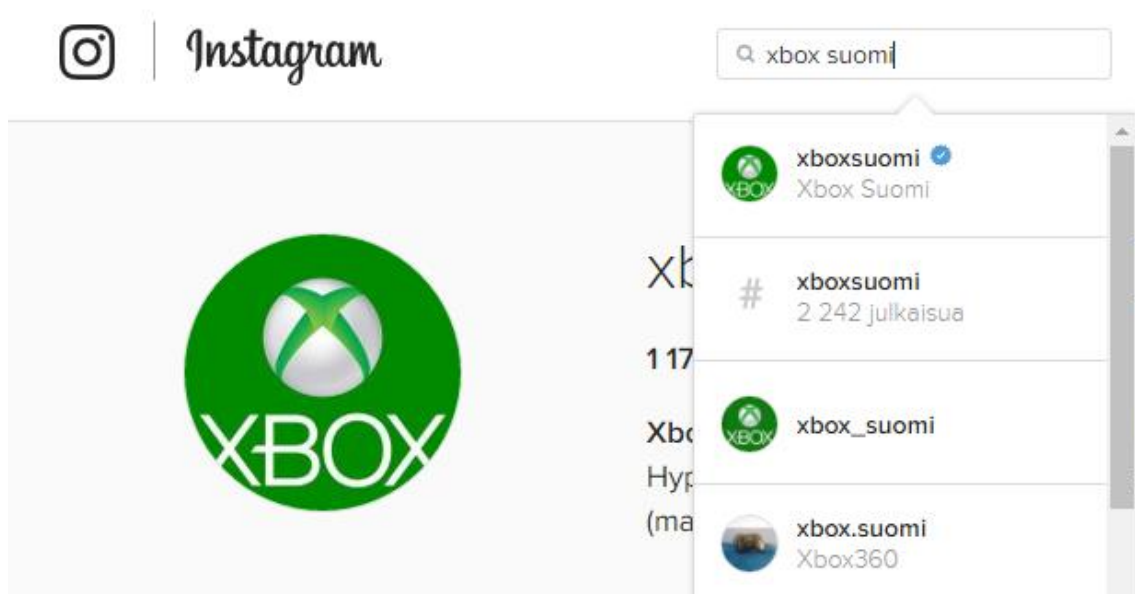 Instagram
xbox suomi
xboxsuomi
Xbox Suomi
# xboxsuomi
2 242 julkaisua
xbox_suomi
xbox.suomi
Xbox360
XBOX
xb
1 17
Xbo
Hyp
(ma